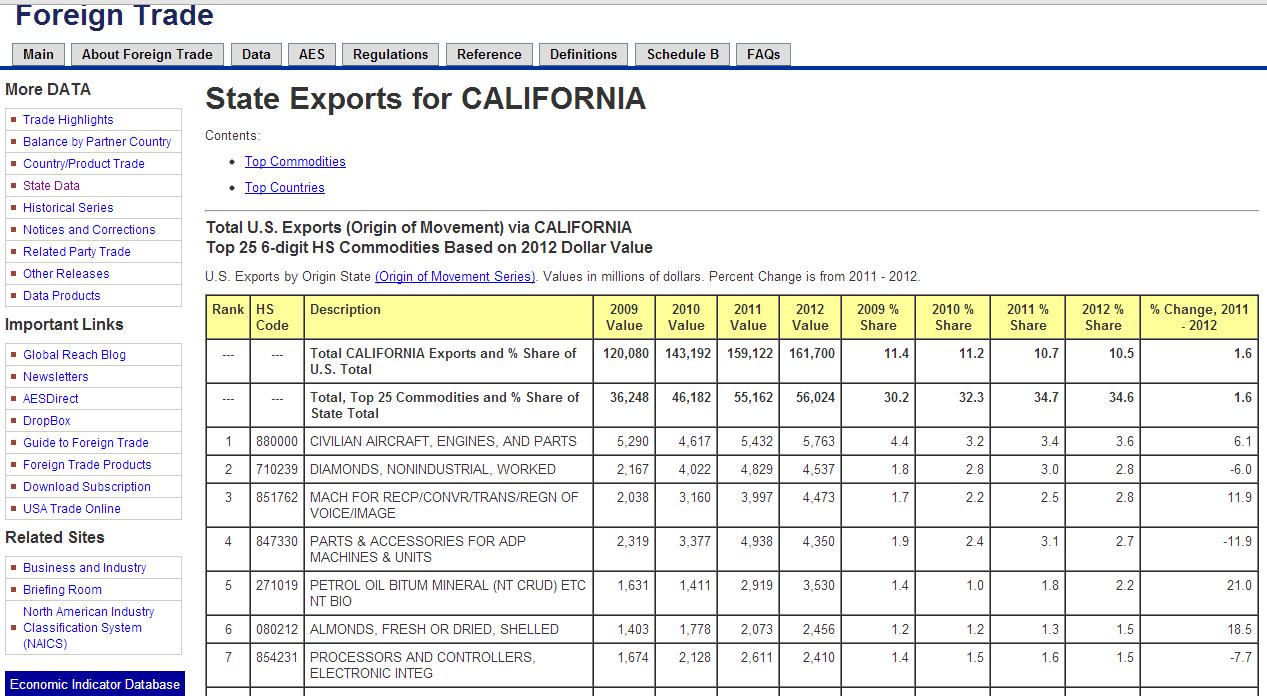 Foreign Trade
Main About Foreign Trade Data AES Regulations Reference Definitions Schedule B FAQs
More DATA
Trade Highlights
Balance by Partner Country
Country/Product Trade
State Data
Historical Series
Notices and Corrections
Related Party Trade
Other Releases
Data Products
Important Links
Global Reach Blog
Newsletters
AESDirect
DropBox
Guide to Foreign Trade
Foreign Trade Products
Download Subscription
USA Trade Online
Related Sites
Business and Industry
Briefing Room
North American Industry
Classification System
(NAICS)
Economic Indicator Database
State Exports for CALIFORNIA
Contents:
Top Commodities
Top Countries
Total U.S. Exports (Origin of Movement) via CALIFORNIA
Top 25 6-digit HS Commodities Based on 2012 Dollar Value
U.S. Exports by Origin State (Origin of Movement Series). Values in millions of dollars. Percent Change is from 2011 - 2012.
Rank HS Description 2009 2010 2011 2012 2009 % 2010 % 2011 % 2012 % % Change, 2011
Code Value Value Value Value Share Share Share Share - 2012
--- --- Total CALIFORNIA Exports and % Share of 120,080 143,192 159,122 161,700 11.4 11.2 10.7 10.5 1.6
U.S. Total
--- --- Total, Top 25 Commodities and % Share of 36,248 46,182 55,162 56,024 30.2 32.3 34.7 34.6 1.6
State Total
1 880000 CIVILIAN AIRCRAFT, ENGINES, AND PARTS 5,290 4,617 5,432 5,763 4.4 3.2 3.4 3.6 6.1
2 710239 DIAMONDS, NONINDUSTRIAL, WORKED 2,167 4,022 4,829 4,537 1.8 2.8 3.0 2.8 -6.0
3 851762 MACH FOR RECP/CONVR/TRANS/REGN OF 2,038 3,160 3,997 4,473 1.7 2.2 2.5 2.8 11.9
VOICE/IMAGE
4 847330 PARTS & ACCESSORIES FOR ADP 2,319 3,377 4,938 4,350 1.9 2.4 3.1 2.7 -11.9
MACHINES & UNITS
5 271019 PETROL OIL BITUM MINERAL (NT CRUD) ETC 1,631 1,411 2,919 3,530 1.4 1.0 1.8 2.2 21.0
NT BIO
6 080212 ALMONDS, FRESH OR DRIED, SHELLED 1,403 1,778 2,073 2,456 1.2 1.2 1.3 1.5 18.5
7 854231 PROCESSORS AND CONTROLLERS, 1,674 2,128 2,611 2,410 1.4 1.5 1.6 1.5 -7.7
ELECTRONIC INTEG